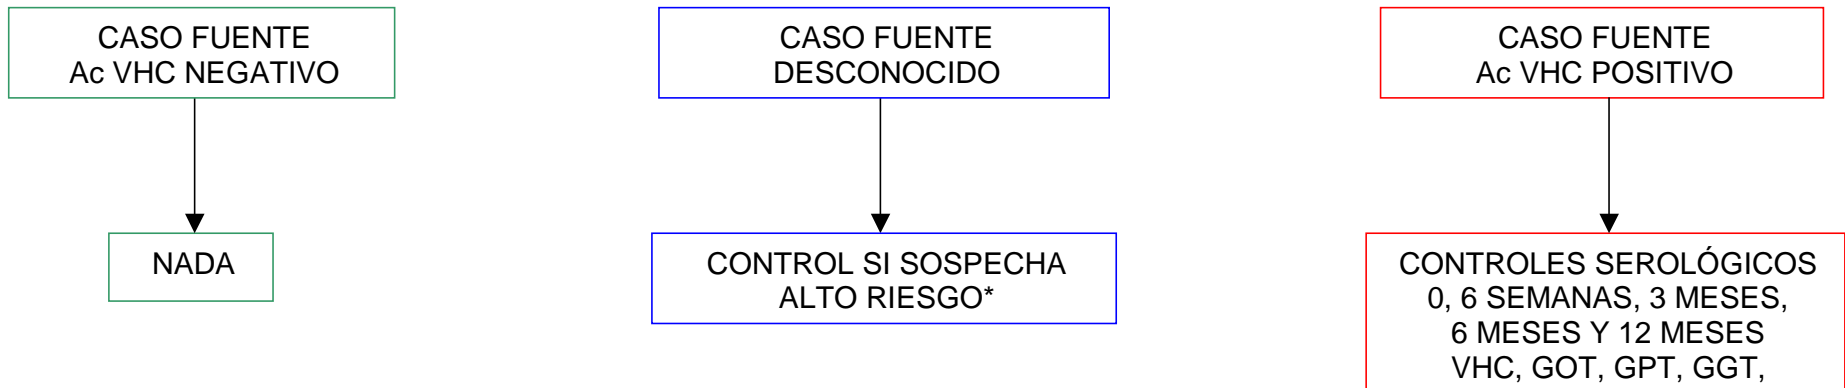 CASO FUENTE
Ac VHC NEGATIVO
NADA
CASO FUENTE
DESCONOCIDO
CONTROL SI SOSPECHA
ALTO RIESGO*
CASO FUENTE
Ac VHC POSITIVO
CONTROLES SEROLÓGICOS
0, 6 SEMANAS, 3 MESES,
6 MESES Y 12 MESES
VHC, GOT, GPT, GGT,